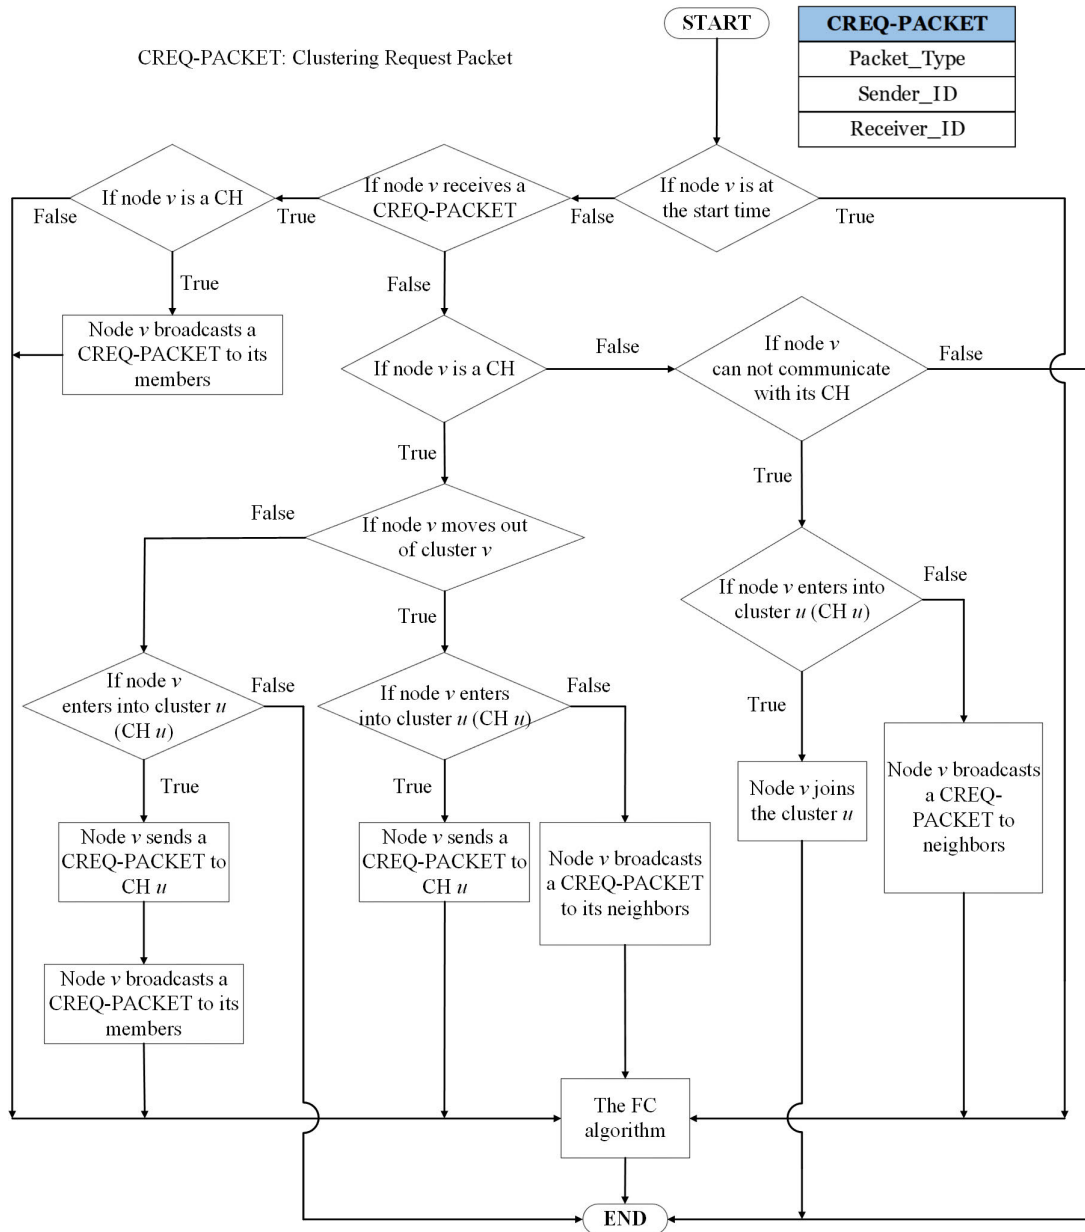 START
CREQ-PACKET
Packet_Type
Sender_ID
Receiver_ID
CREQ-PACKET: Clustering Request Packet
If node v is a CH
If node v receives a
CREQ-PACKET
If node v is at
the start time
False
True
False
True
True
False
Node v broadcasts a
CREQ-PACKET to its
members
If node v is a CH
False
If node v
can not communicate
with its CH
False
True
True
False
If node v moves out
of cluster v
If node v enters into
cluster u (CH u)
False
True
If node v
enters into cluster u
(CH u)
False
If node v enters
into cluster u (CH u)
False
True
True
True
Node v joins
the cluster u
Node v broadcasts
a CREQ-
PACKET to
neighbors
Node v sends a
CREQ-PACKET to
CH u
Node v sends a
CREQ-PACKET to
CH u
Node v broadcasts
a CREQ-PACKET
to its neighbors
Node v broadcasts a
CREQ-PACKET to its
members
The FC
algorithm
END